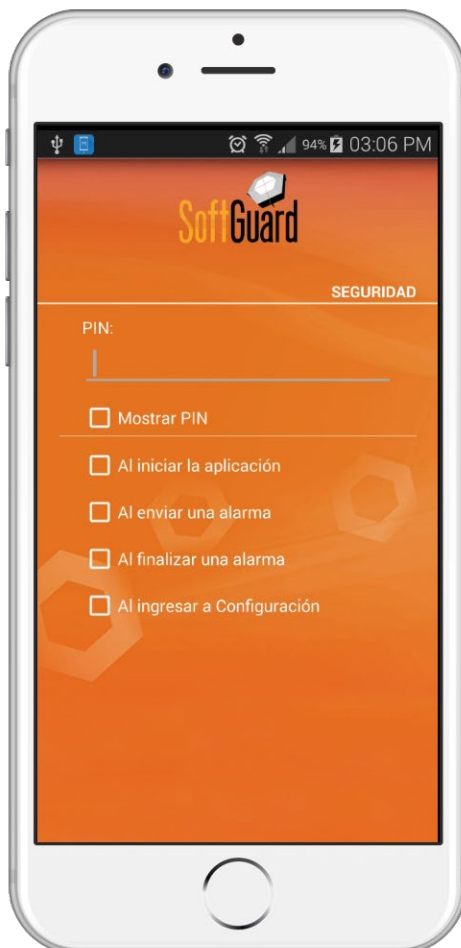 94% 03:06 PM
SoftGuard
SEGURIDAD
PIN:
Mostrar PIN
Al iniciar la aplicación
Al enviar una alarma
Al finalizar una alarma
Al ingresar a Configuración